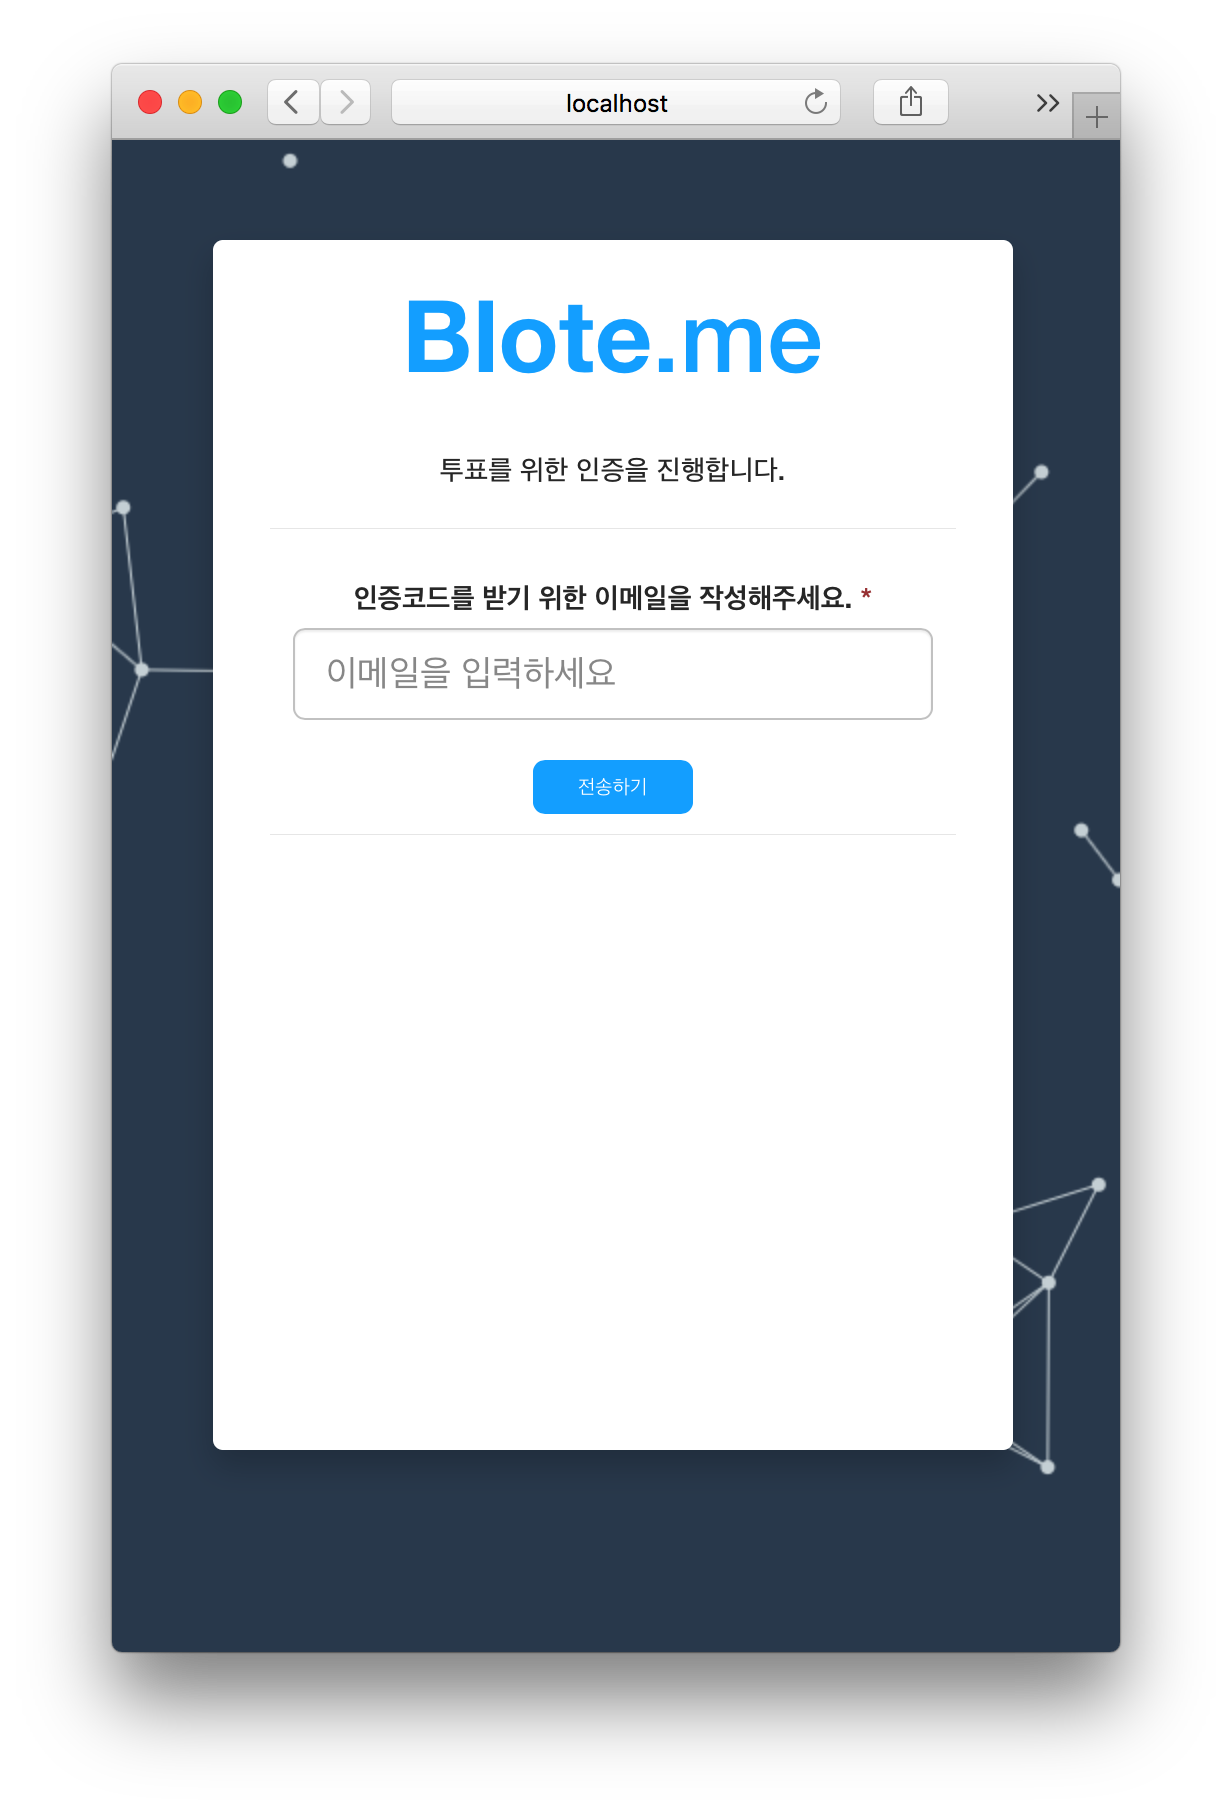 localhost
Blote.me
투표를 위한 인증을 진행합니다.
인증코드를 받기 위한 이메일을 작성해주세요. *
이메일을 입력하세요
전송하기